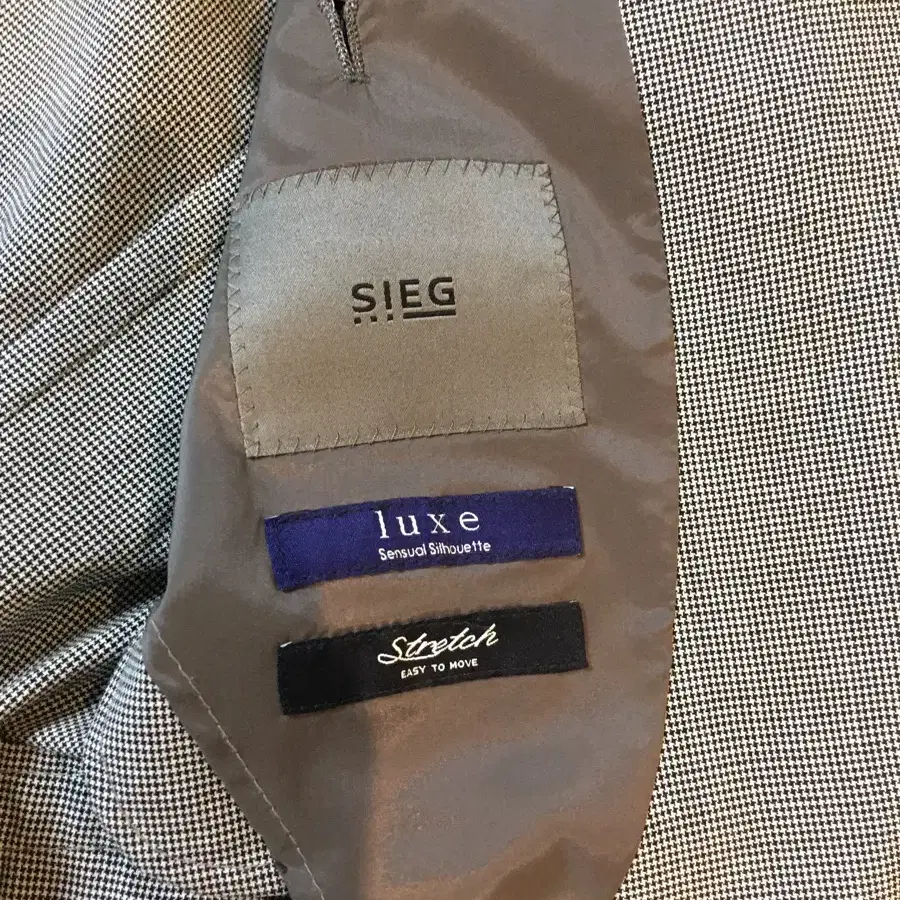 SIEG
luxe
Sensual Silhouette
Stretch
EASY TO MOVE